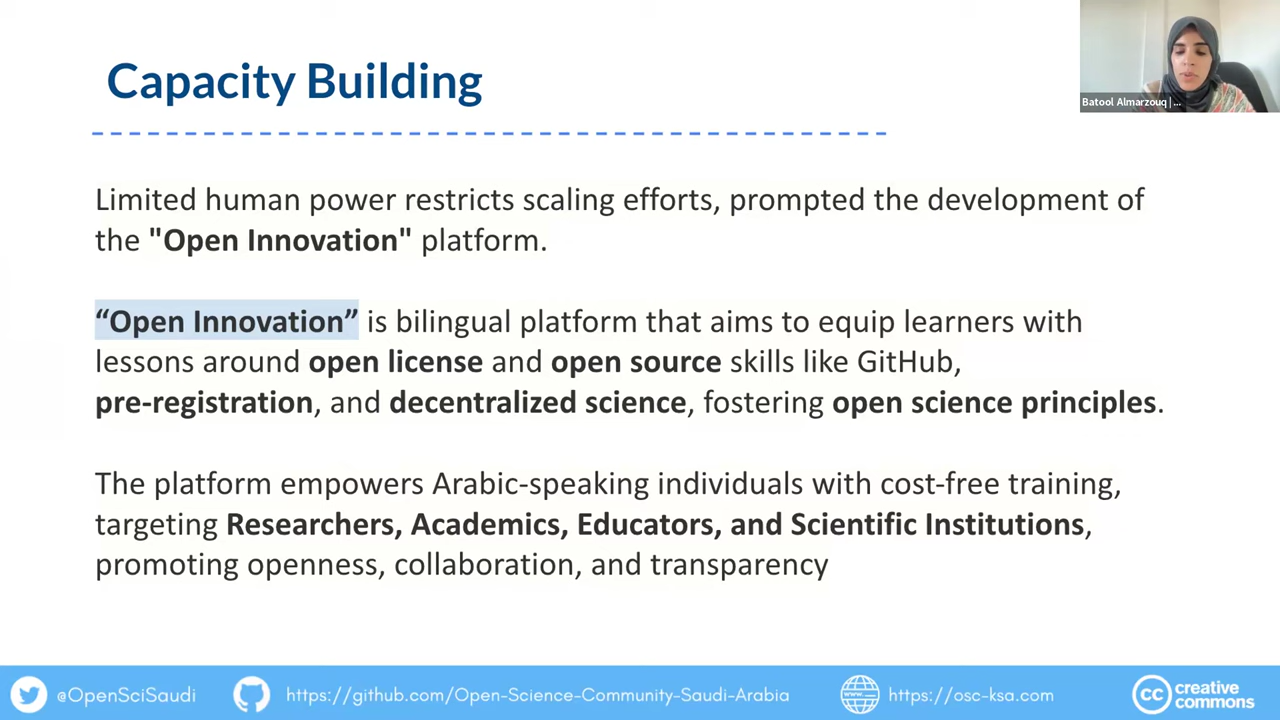 Capacity Building
Batool Almarzouq | ...
Limited human power restricts scaling efforts, prompted the development of
the "Open Innovation" platform.
“Open Innovation” is bilingual platform that aims to equip learners with
lessons around open license and open source skills like GitHub,
pre-registration, and decentralized science, fostering open science principles.
The platform empowers Arabic-speaking individuals with cost-free training,
targeting Researchers, Academics, Educators, and Scientific Institutions,
promoting openness, collaboration, and transparency
@OpenSciSaudi
https://github.com/Open-Science-Community-Saudi-Arabia
https://osc-ksa.com
cc creative
commons